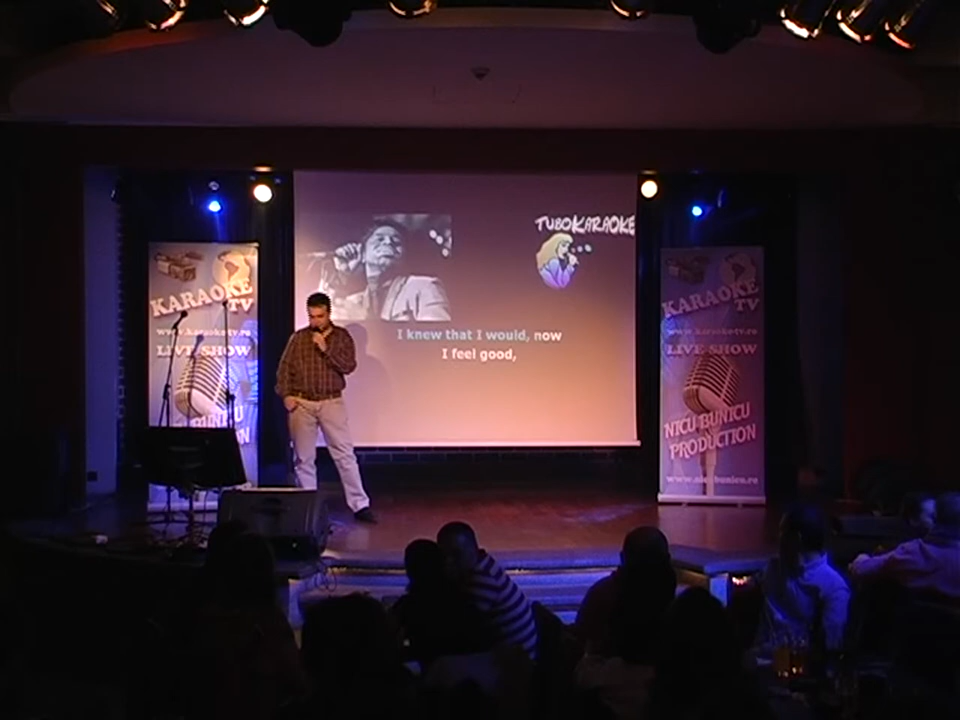 KARAOKE
TV
www.karaoketv.ro
LIVE SHOW
TUBOKARAOKE
I knew that I would, now
I feel good,
KARAOKE
TV
www.karaoketv.ro
LIVE SHOW
NICU BUNICU
PRODUCTION
www.nicubunicu.ro